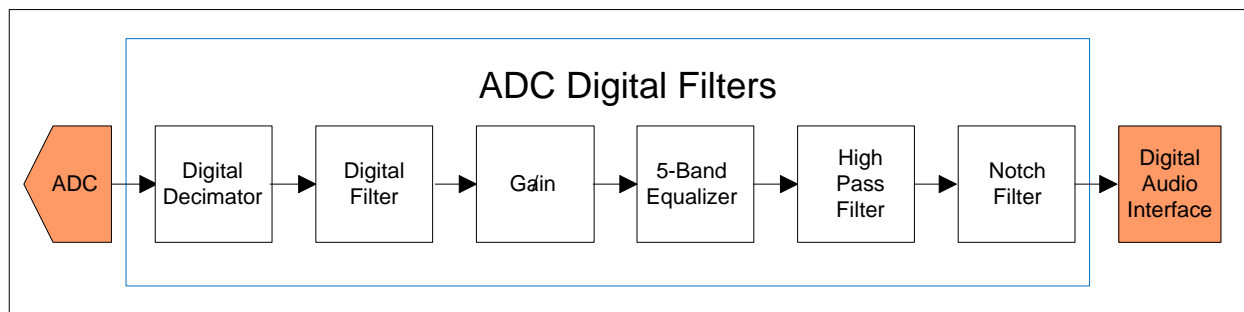 ADC Digital Filters
ADC
Digital
Decimator
Digital
Filter
Gain
5-Band
Equalizer
High
Pass
Filter
Notch
Filter
Digital
Audio
Interface